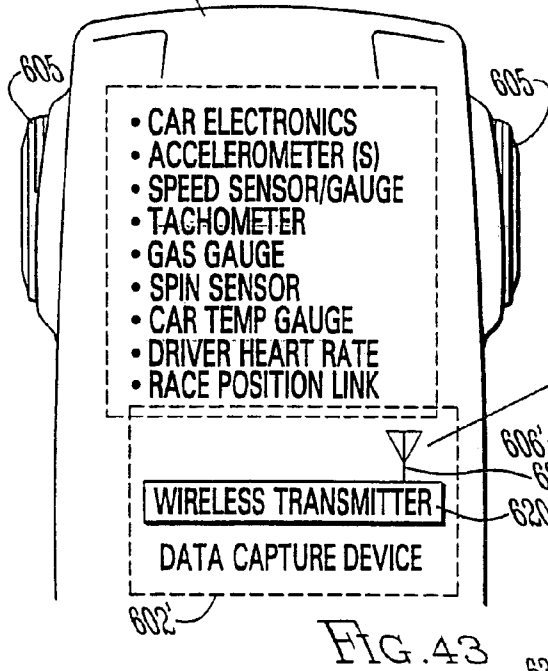 605
605
• CAR ELECTRONICS
• ACCELEROMETER (S)
• SPEED SENSOR/GAUGE
• TACHOMETER
• GAS GAUGE
• SPIN SENSOR
• CAR TEMP GAUGE
• DRIVER HEART RATE
• RACE POSITION LINK
606'
WIRELESS TRANSMITTER
620
DATA CAPTURE DEVICE
602'
FIG.43